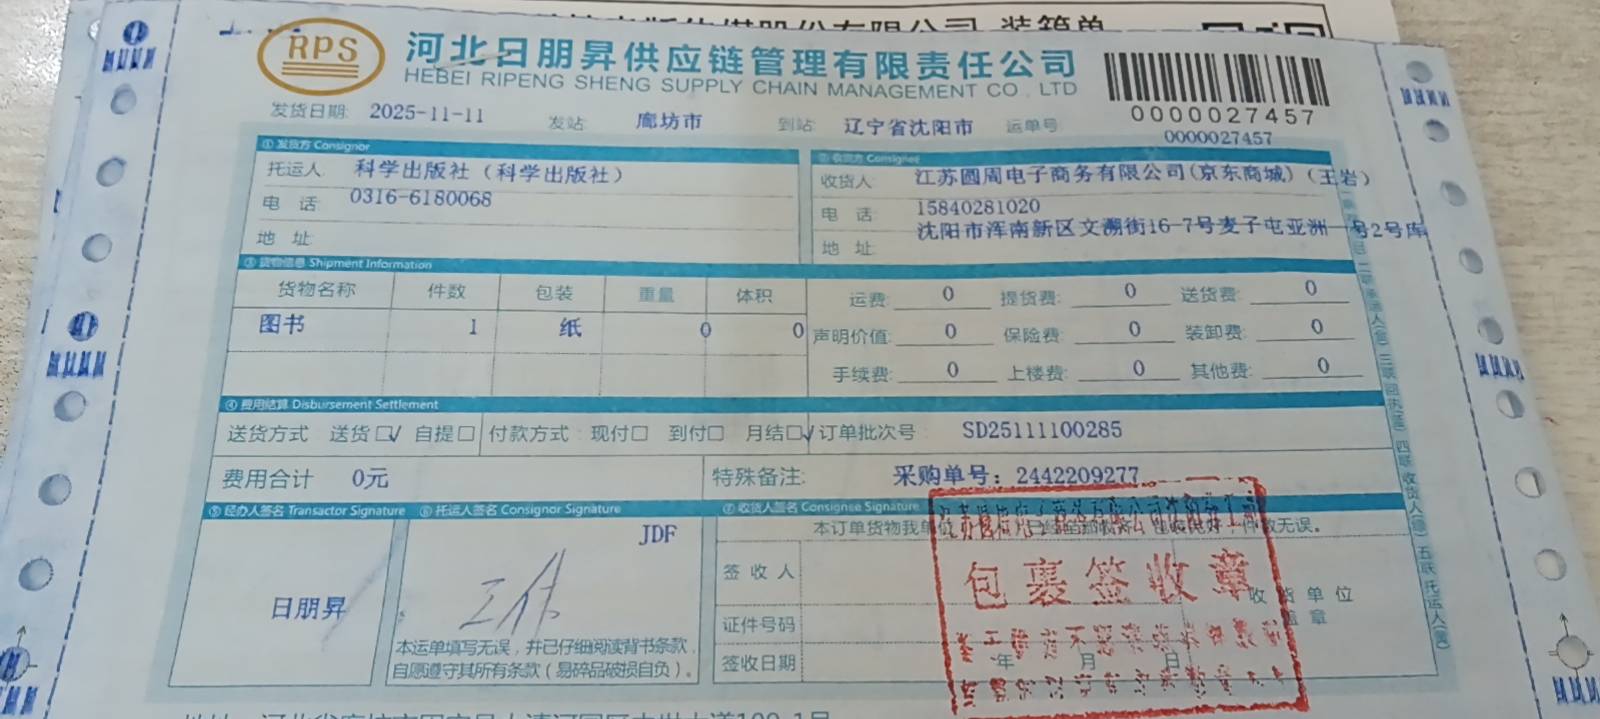 装箱单
RPS
河北日朋昇供应链管理有限责任公司
HEBEI RIPENG SHENG SUPPLY CHAIN MANAGEMENT CO . LTD
0000027457
发货日期: 2025-11-11 发站 廊坊市 到站 辽宁省沈阳市 运单号 0000027457
① 发货方 Consignor
② 收货方 Consignee
托运人 科学出版社（科学出版社）
收货人 江苏圆周电子商务有限公司(京东商城)（王岩）
电 话 0316-6180068
电 话 15840281020
地 址
地 址 沈阳市浑南新区文溯街16-7号麦子屯亚洲一号2号库
③ 货物信息 Shipment Information
货物名称 件数 包装 重量 体积
运费: 0 提货费: 0 送货费: 0
图书 1 纸 0 0
声明价值: 0 保险费: 0 装卸费: 0
手续费: 0 上楼费: 0 其他费: 0
④ 费用结算 Disbursement Settlement
送货方式 送货☑ 自提□ 付款方式 现付□ 到付□ 月结☑ 订单批次号 SD25111100285
费用合计 0元 特殊备注: 采购单号: 2442209277
⑤ 经办人签名 Transactor Signature
⑥ 托运人签名 Consignor Signature
⑦ 收货人签名 Consignee Signature
日朋昇
JDF
本运单填写无误，并已仔细阅读背书条款，
自愿遵守其所有条款（易碎品破损自负）。
本订单货物我单位
件数无误。
签 收 人
证件号码
签收日期 年 月 日
收 货 单 位
盖 章
包裹签收章